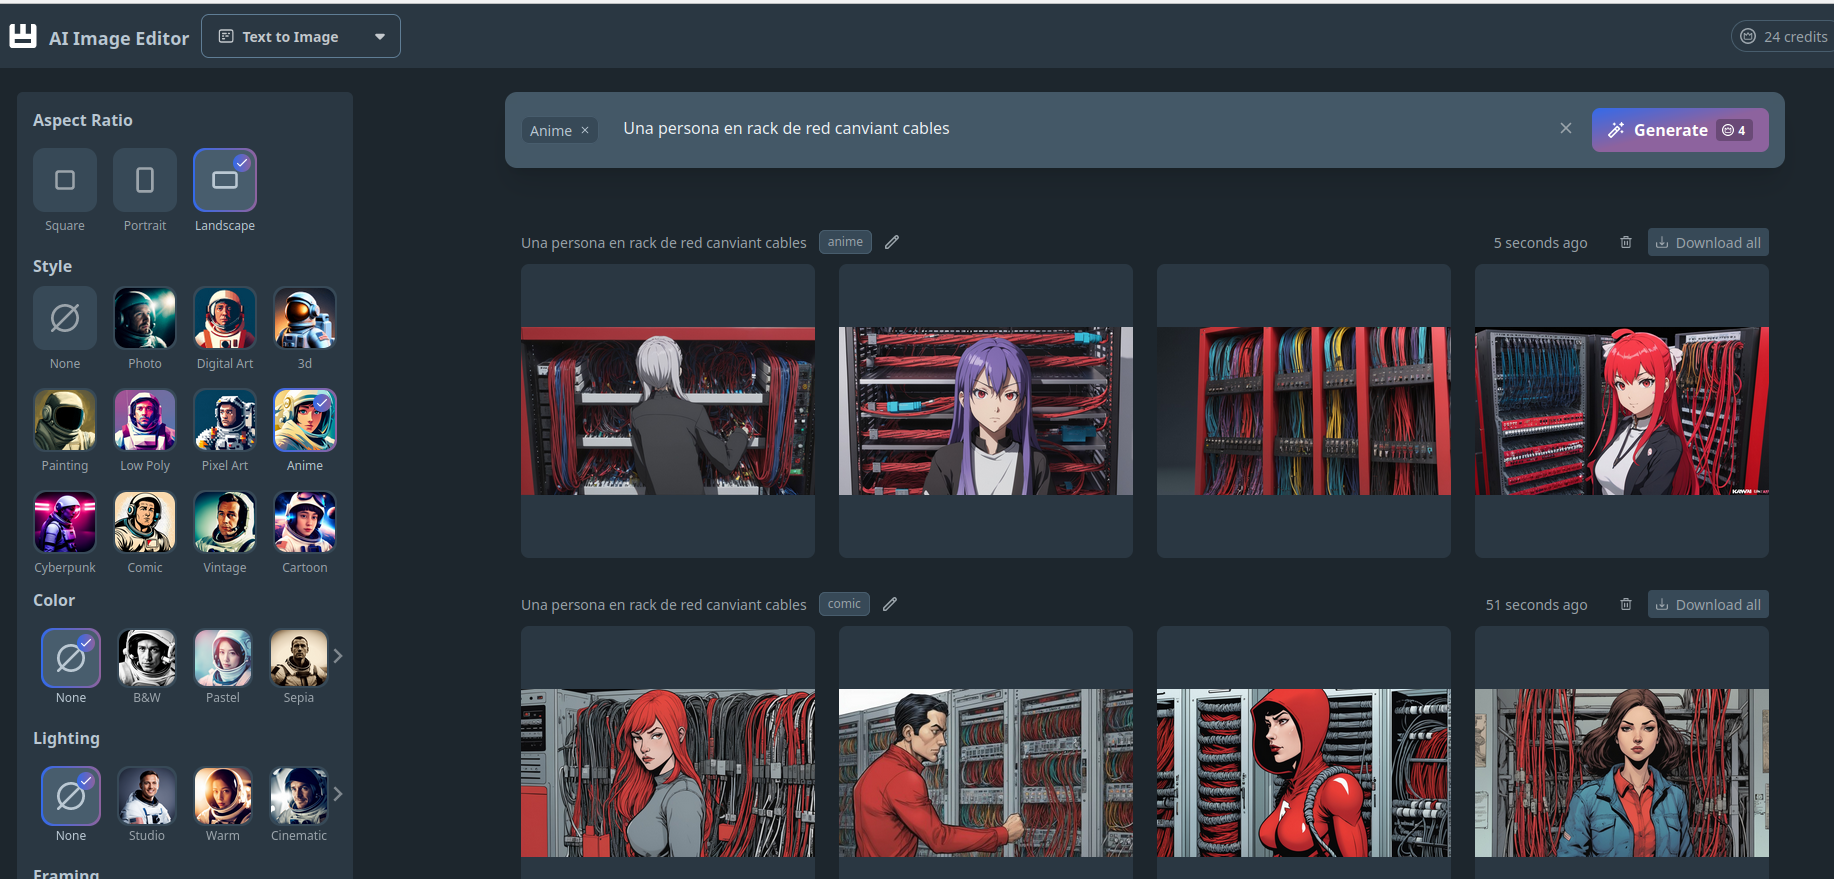 AI Image Editor
Text to Image
24 credits
Aspect Ratio
Square
Portrait
Landscape
Style
None
Photo
Digital Art
3d
Painting
Low Poly
Pixel Art
Anime
Cyberpunk
Comic
Vintage
Cartoon
Color
None
B&W
Pastel
Sepia
Lighting
None
Studio
Warm
Cinematic
Framing
Anime ×
Una persona en rack de red canviant cables
Generate 4
Una persona en rack de red canviant cables anime
5 seconds ago
Download all
Una persona en rack de red canviant cables comic
51 seconds ago
Download all